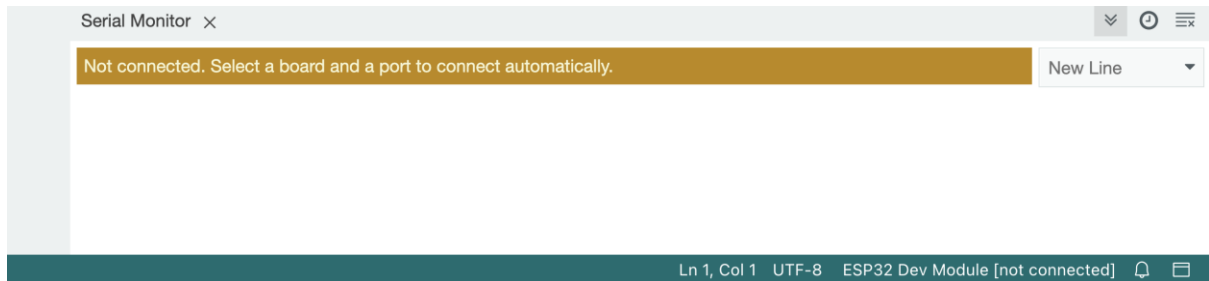 Serial Monitor
Not connected. Select a board and a port to connect automatically.
New Line
Ln 1, Col 1 UTF-8 ESP32 Dev Module [not connected]